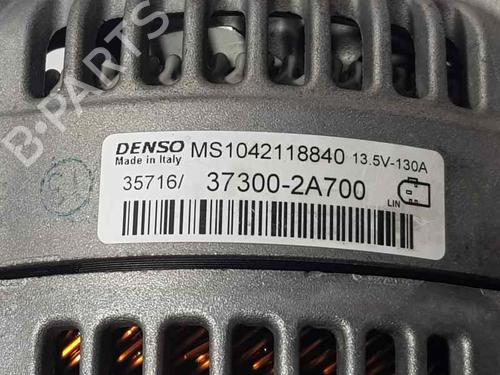 B-PARTS
DENSO MS1042118840 13.5V-130A
Made in Italy
35716/ 37300-2A700
LIN